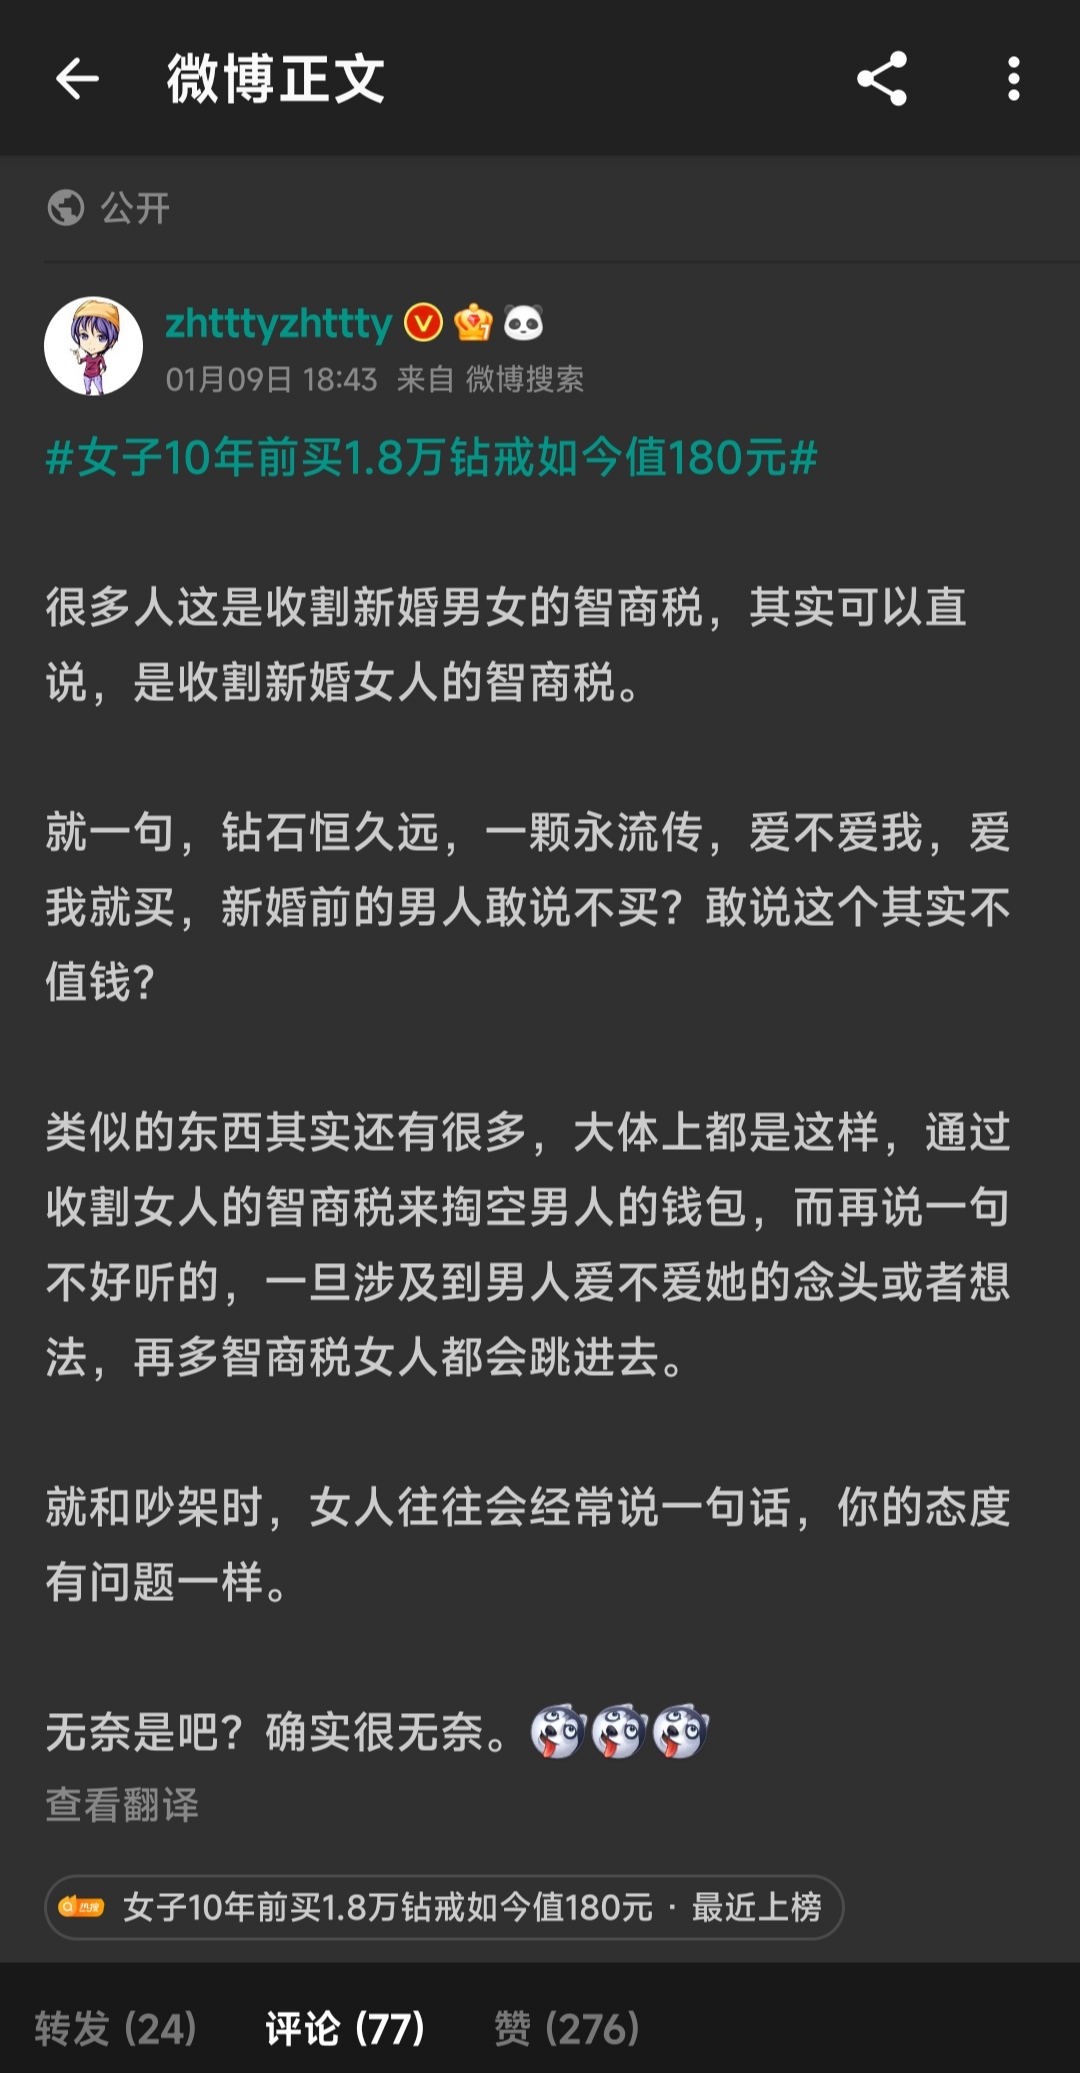 微博正文
公开
zhtttyzhttty
01月09日 18:43 来自 微博搜索
#女子10年前买1.8万钻戒如今值180元#
很多人这是收割新婚男女的智商税，其实可以直
说，是收割新婚女人的智商税。
就一句，钻石恒久远，一颗永流传，爱不爱我，爱
我就买，新婚前的男人敢说不买？敢说这个其实不
值钱？
类似的东西其实还有很多，大体上都是这样，通过
收割女人的智商税来掏空男人的钱包，而再说一句
不好听的，一旦涉及到男人爱不爱她的念头或者想
法，再多智商税女人都会跳进去。
就和吵架时，女人往往会经常说一句话，你的态度
有问题一样。
无奈是吧？确实很无奈。
查看翻译
热搜 女子10年前买1.8万钻戒如今值180元 · 最近上榜
转发 (24) 评论 (77) 赞 (276)